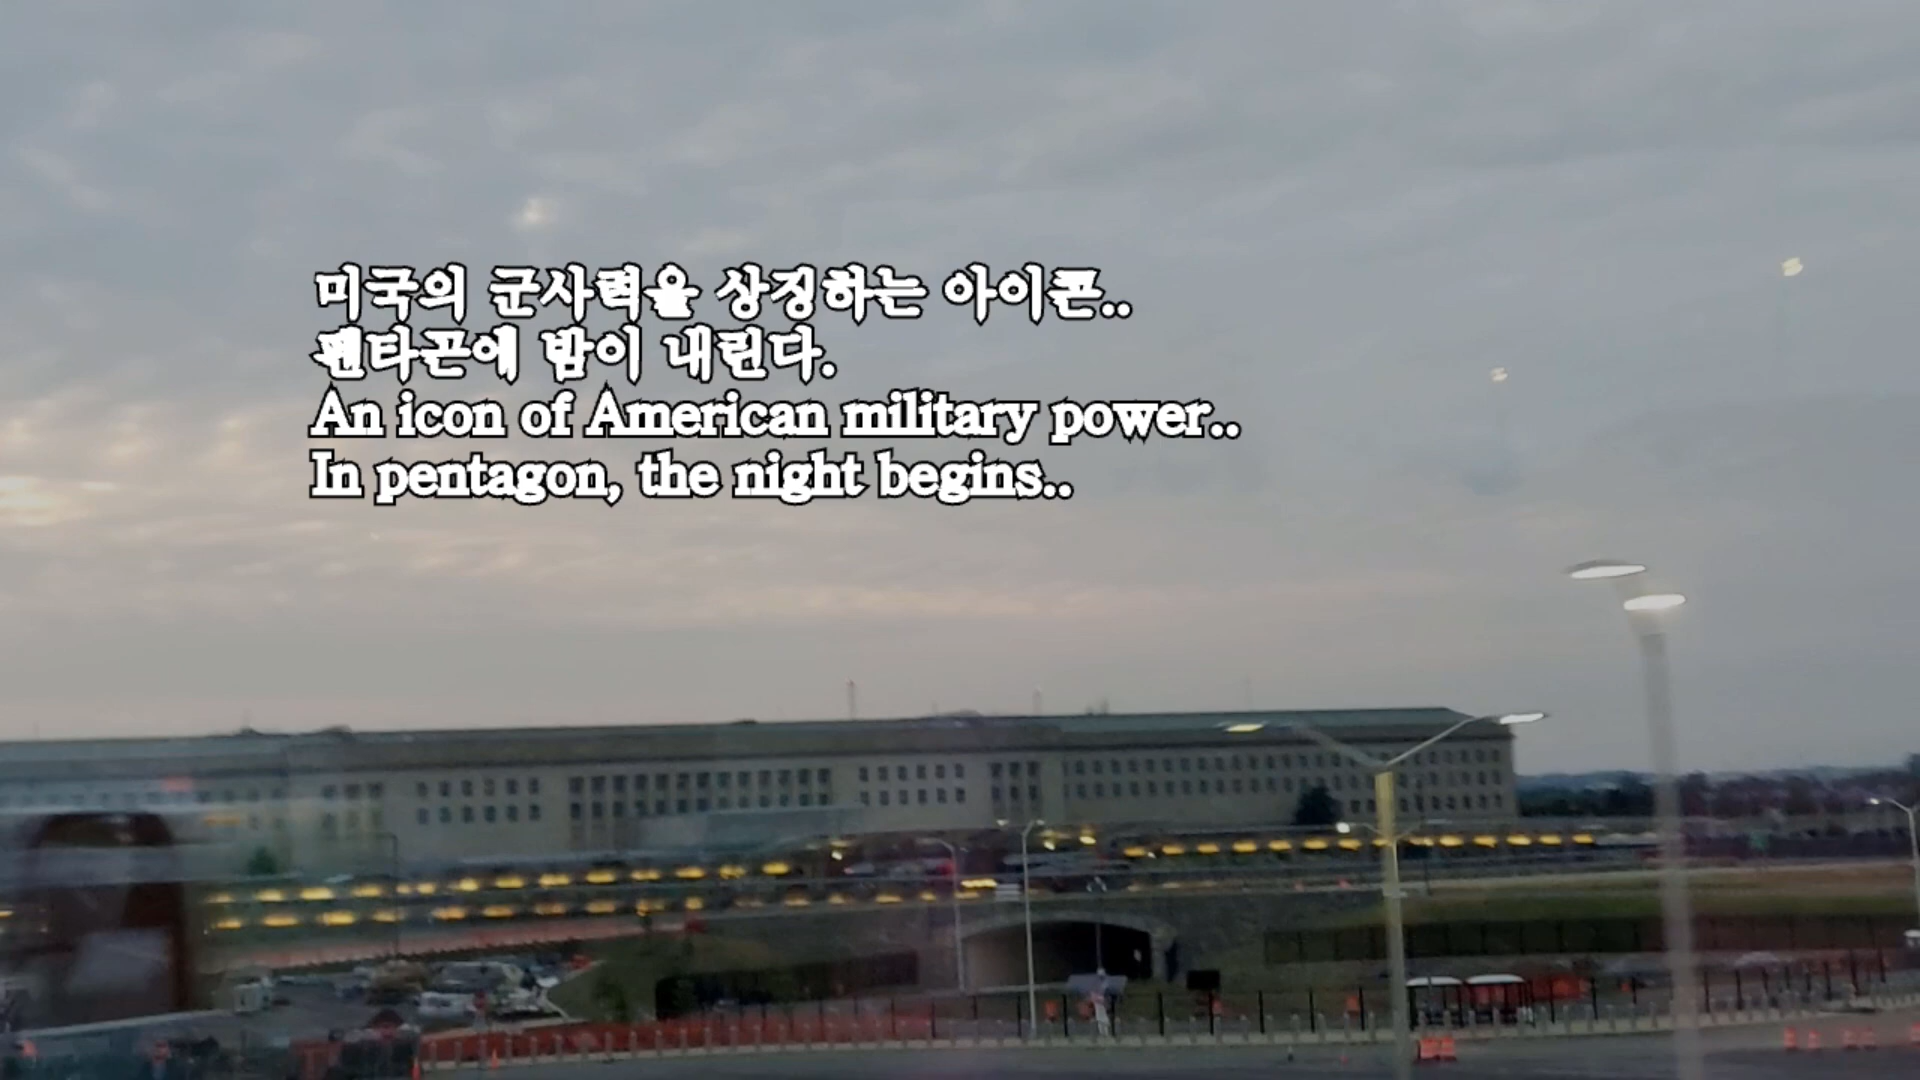 미국의 군사력을 상징하는 아이콘..
펜타곤에 밤이 내린다.
An icon of American military power..
In pentagon, the night begins..